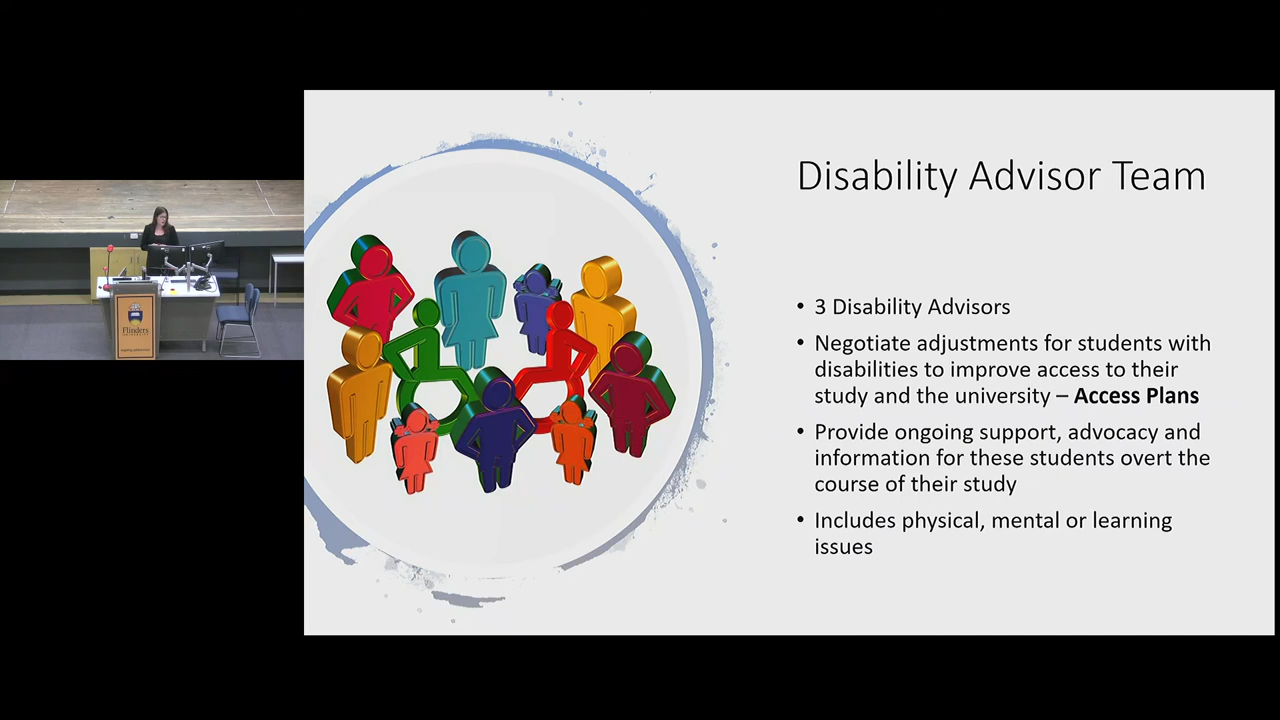 Disability Advisor Team
• 3 Disability Advisors
• Negotiate adjustments for students with
disabilities to improve access to their
study and the university – Access Plans
• Provide ongoing support, advocacy and
information for these students overt the
course of their study
• Includes physical, mental or learning
issues
Flinders